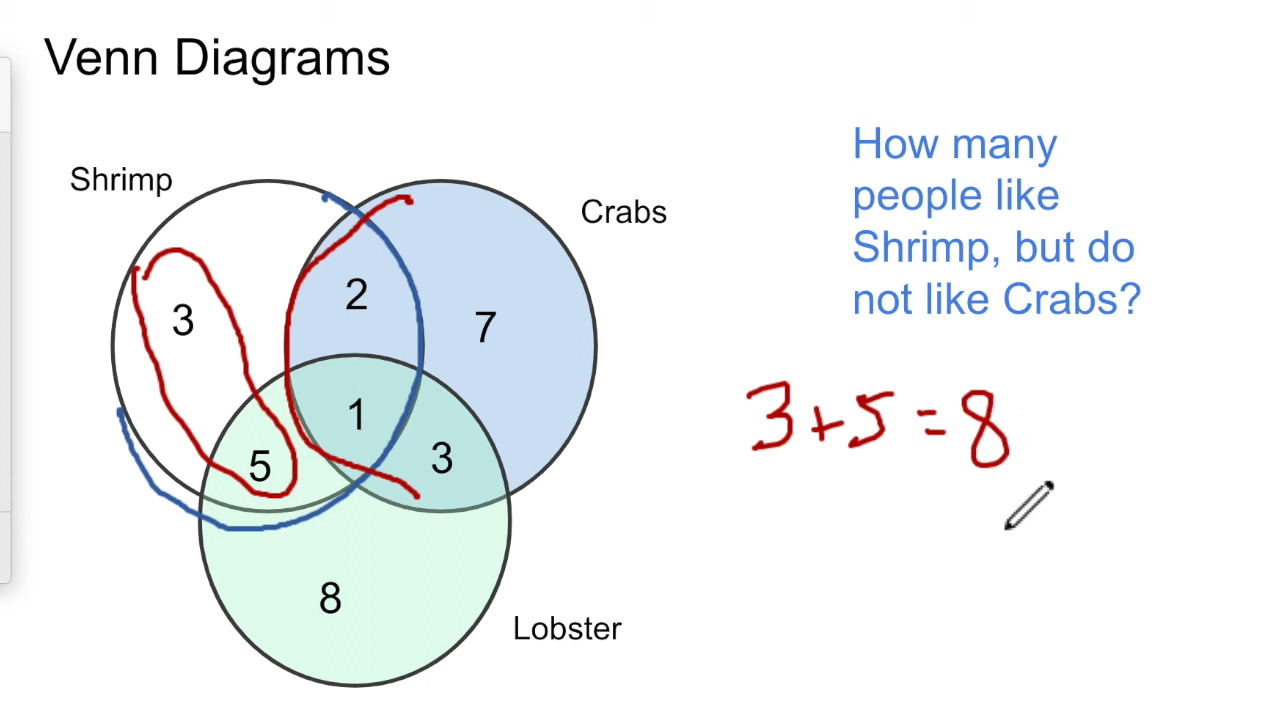 Venn Diagrams
Shrimp
Crabs
How many
people like
Shrimp, but do
not like Crabs?
3
2
7
1
5
3
8
Lobster
3+5=8